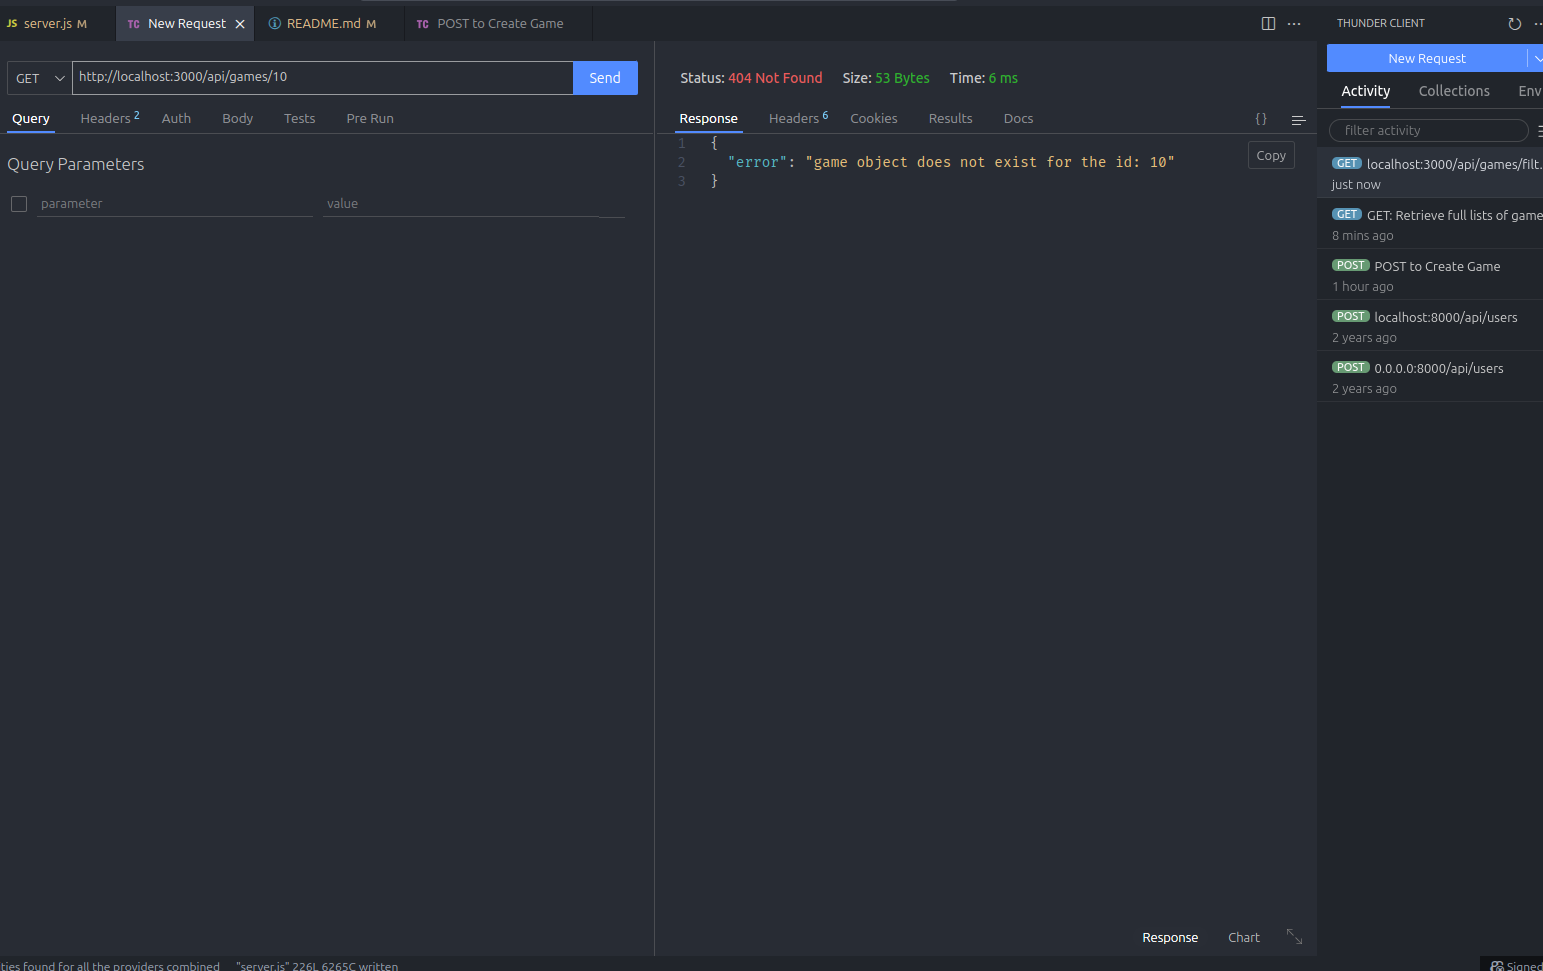 JS server.js M
TC New Request
README.md M
TC POST to Create Game
THUNDER CLIENT
GET
http://localhost:3000/api/games/10
Send
Query
Headers 2
Auth
Body
Tests
Pre Run
Query Parameters
parameter
value
Status: 404 Not Found
Size: 53 Bytes
Time: 6 ms
Response
Headers 6
Cookies
Results
Docs
{}
1 {
2 "error": "game object does not exist for the id: 10"
3 }
Copy
Response
Chart
New Request
Activity
Collections
Env
filter activity
GET localhost:3000/api/games/filt...
just now
GET GET: Retrieve full lists of game
8 mins ago
POST POST to Create Game
1 hour ago
POST localhost:8000/api/users
2 years ago
POST 0.0.0.0:8000/api/users
2 years ago
ties found for all the providers combined
"server.js" 226L 6265C written
Signed